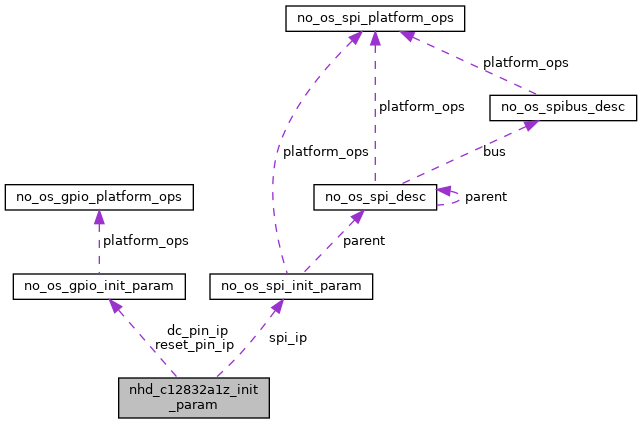 no_os_spi_platform_ops
platform_ops
no_os_spibus_desc
platform_ops
platform_ops
bus
no_os_gpio_platform_ops
no_os_spi_desc
parent
platform_ops
parent
no_os_gpio_init_param
no_os_spi_init_param
dc_pin_ip
reset_pin_ip
spi_ip
nhd_c12832a1z_init
_param